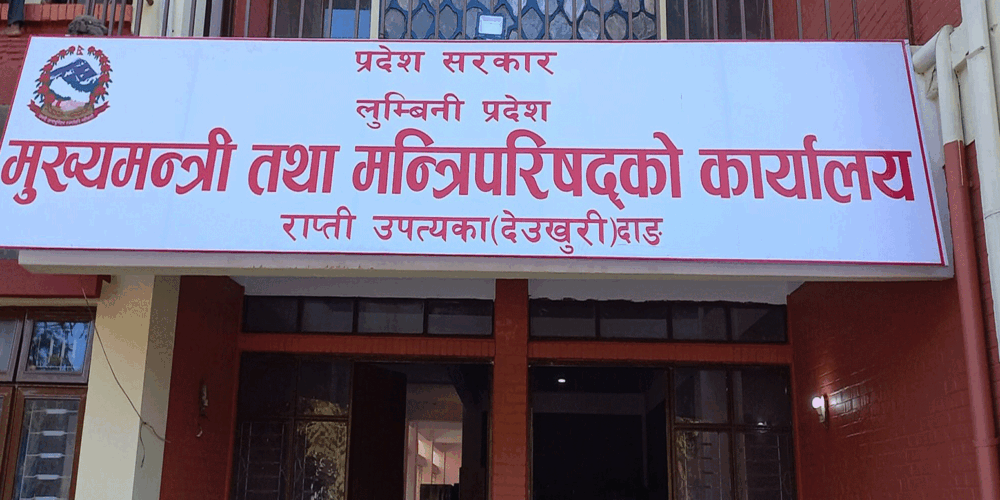 प्रदेश सरकार
लुम्बिनी प्रदेश
मुख्यमन्त्री तथा मन्त्रिपरिषद्को कार्यालय
राप्ती उपत्यका(देउखुरी)दाङ